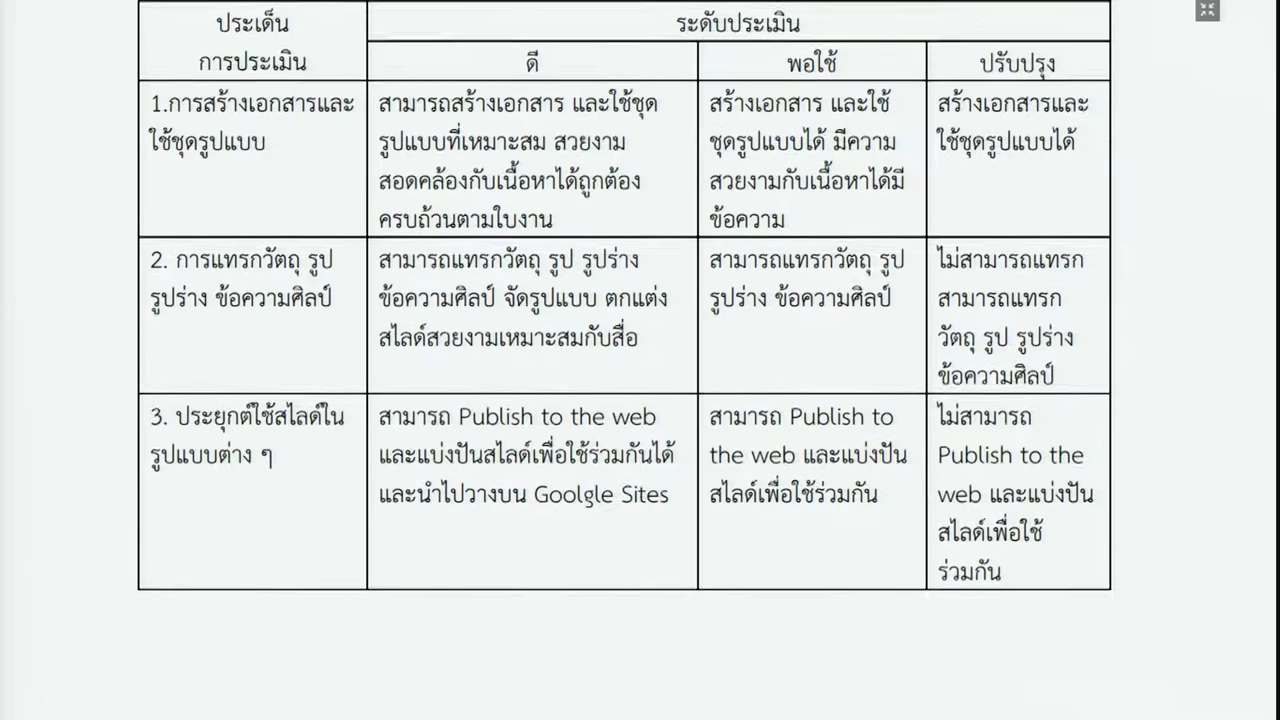 ประเด็น
การประเมิน
ระดับประเมิน
ดี
พอใช้
ปรับปรุง
1.การสร้างเอกสารและ
ใช้ชุดรูปแบบ
สามารถสร้างเอกสาร และใช้ชุด
รูปแบบที่เหมาะสม สวยงาม
สอดคล้องกับเนื้อหาได้ถูกต้อง
ครบถ้วนตามใบงาน
สร้างเอกสาร และใช้
ชุดรูปแบบได้ มีความ
สวยงามกับเนื้อหาได้มี
ข้อความ
สร้างเอกสารและ
ใช้ชุดรูปแบบได้
2. การแทรกวัตถุ รูป
รูปร่าง ข้อความศิลป์
สามารถแทรกวัตถุ รูป รูปร่าง
ข้อความศิลป์ จัดรูปแบบ ตกแต่ง
สไลด์สวยงามเหมาะสมกับสื่อ
สามารถแทรกวัตถุ รูป
รูปร่าง ข้อความศิลป์
ไม่สามารถแทรก
สามารถแทรก
วัตถุ รูป รูปร่าง
ข้อความศิลป์
3. ประยุกต์ใช้สไลด์ใน
รูปแบบต่าง ๆ
สามารถ Publish to the web
และแบ่งปันสไลด์เพื่อใช้ร่วมกันได้
และนำไปวางบน Goolgle Sites
สามารถ Publish to
the web และแบ่งปัน
สไลด์เพื่อใช้ร่วมกัน
ไม่สามารถ
Publish to the
web และแบ่งปัน
สไลด์เพื่อใช้
ร่วมกัน